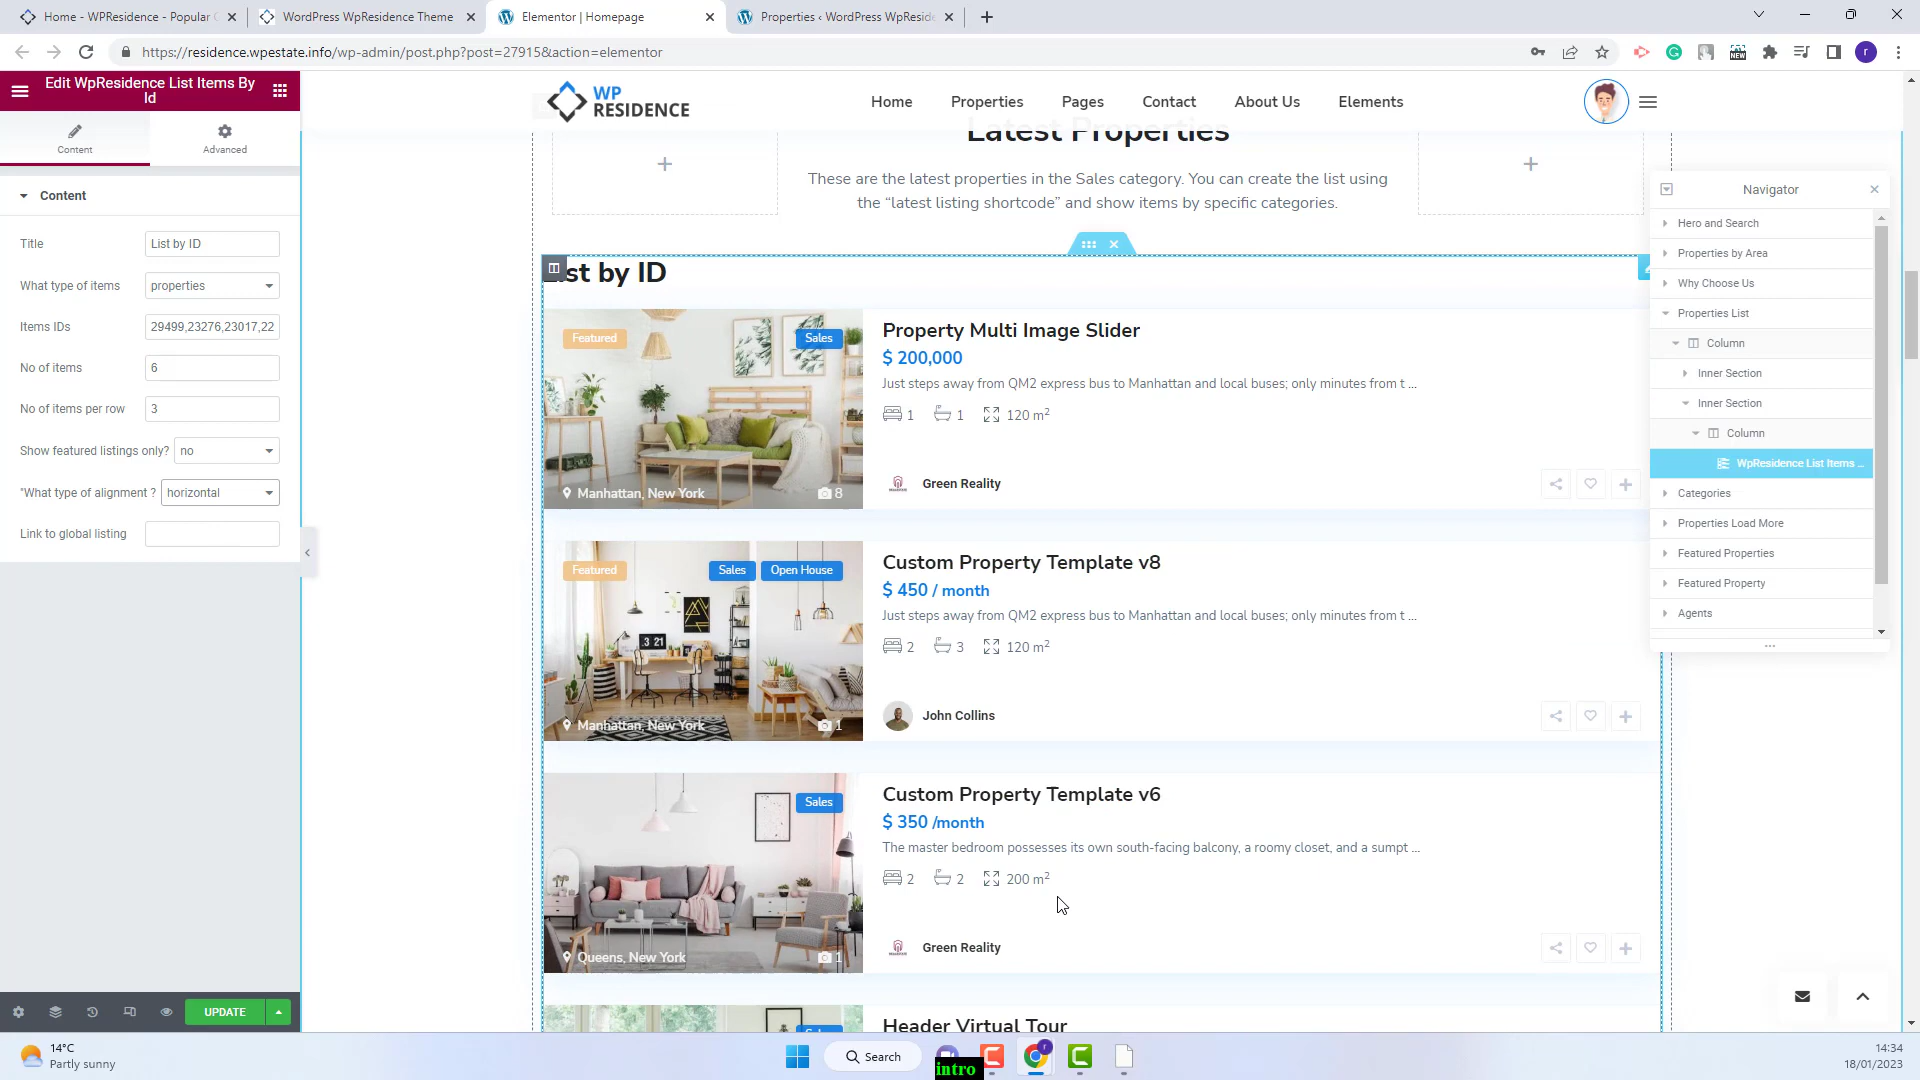 Home - WPResidence - Popular
WordPress WpResidence Theme
Elementor | Homepage
Properties ‹ WordPress WpReside
https://residence.wpestate.info/wp-admin/post.php?post=27915&action=elementor
NEW
r
Edit WpResidence List Items By
Id
Content
Advanced
Content
Title
List by ID
What type of items
properties
Items IDs
29499,23276,23017,22
No of items
6
No of items per row
3
Show featured listings only?
no
"What type of alignment ?
horizontal
Link to global listing
UPDATE
WP
RESIDENCE
Home
Properties
Pages
Contact
About Us
Elements
Latest Properties
These are the latest properties in the Sales category. You can create the list using
the “latest listing shortcode” and show items by specific categories.
st by ID
Featured
Sales
Manhattan, New York
8
Property Multi Image Slider
$ 200,000
Just steps away from QM2 express bus to Manhattan and local buses; only minutes from t ...
1
1
120 m²
Green Reality
Featured
Sales
Open House
3 21
Manhattan, New York
1
Custom Property Template v8
$ 450 / month
Just steps away from QM2 express bus to Manhattan and local buses; only minutes from t ...
2
3
120 m²
John Collins
Sales
Queens, New York
1
Custom Property Template v6
$ 350 /month
The master bedroom possesses its own south-facing balcony, a roomy closet, and a sumpt ...
2
2
200 m²
Green Reality
Header Virtual Tour
Navigator
Hero and Search
Properties by Area
Why Choose Us
Properties List
Column
Inner Section
Inner Section
Column
WpResidence List Items ...
Categories
Properties Load More
Featured Properties
Featured Property
Agents
14°C
Partly sunny
Search
intro
r
14:34
18/01/2023